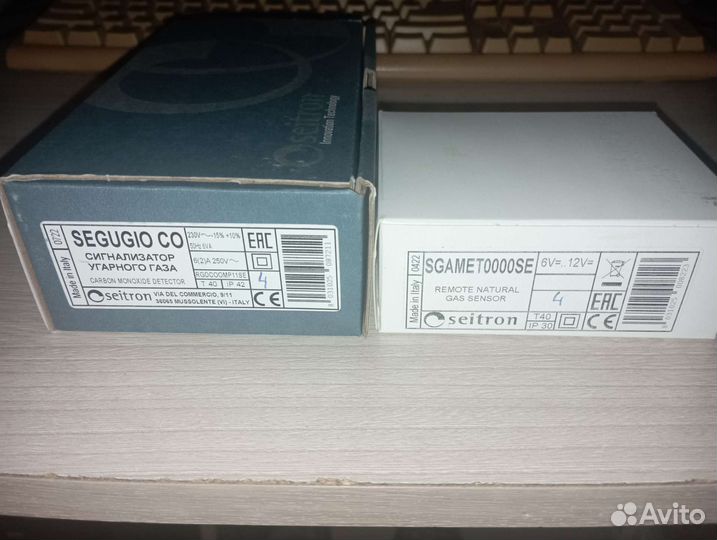 seitron
Innovation Technology
Made in Italy
0722
SEGUGIO CO
СИГНАЛИЗАТОР
УГАРНОГО ГАЗА
CARBON MONOXIDE DETECTOR
230V~ -15% +10%
50Hz 6VA
6(2)A 250V~
T 40 IP 42
4
EAC
CE
seitron
VIA DEL COMMERCIO, 9/11
36065 MUSSOLENTE (VI) - ITALY
Made in Italy
0422
SGAMET0000SE
6V=..12V=
REMOTE NATURAL
GAS SENSOR
4
EAC
seitron
T40
IP 30
CE
Avito